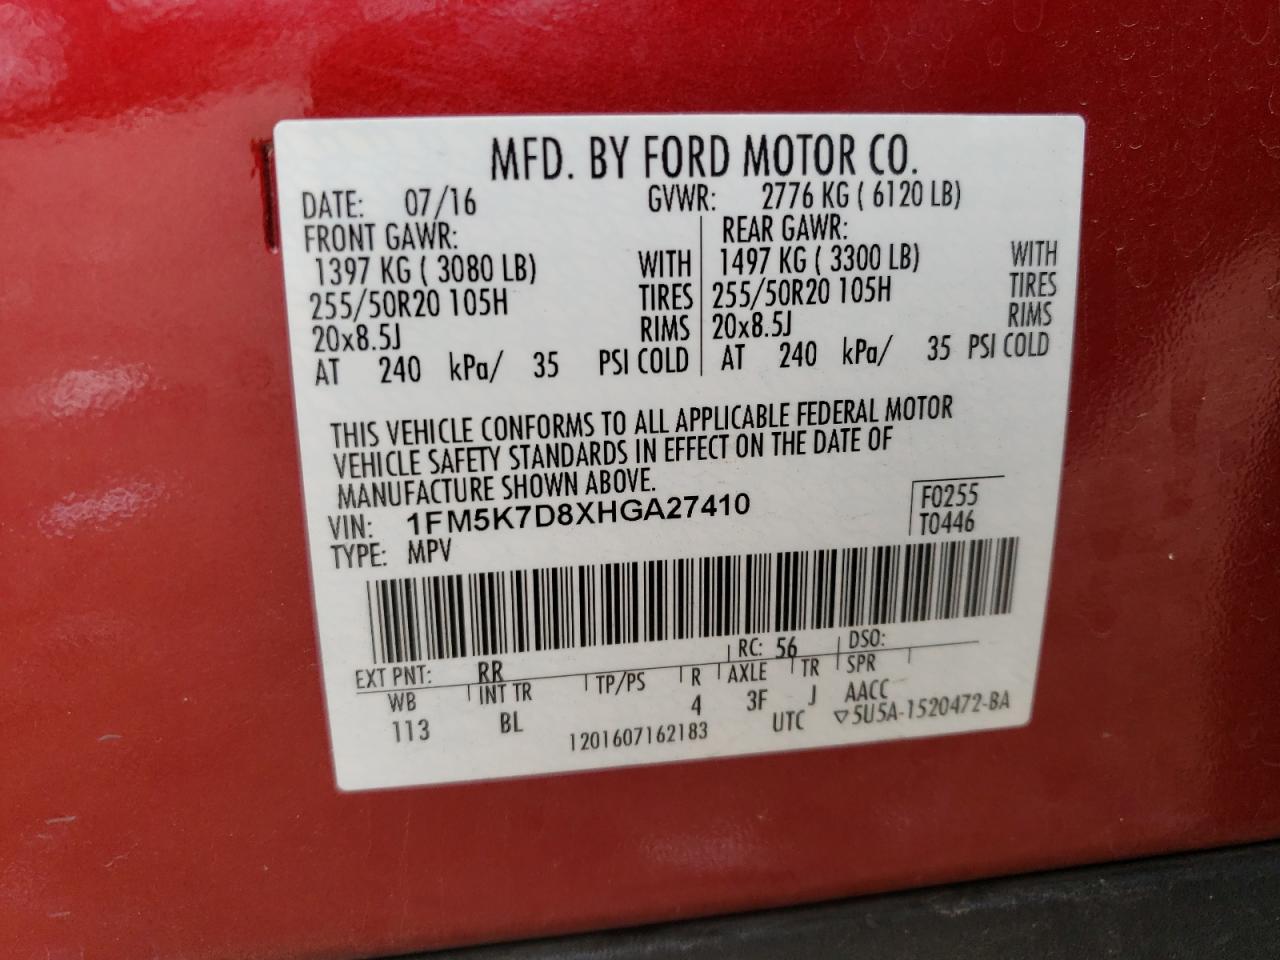 MFD. BY FORD MOTOR CO.
DATE: 07/16 GVWR: 2776 KG ( 6120 LB)
FRONT GAWR: REAR GAWR:
1397 KG ( 3080 LB) WITH 1497 KG ( 3300 LB) WITH
255/50R20 105H TIRES 255/50R20 105H TIRES
20x8.5J RIMS 20x8.5J RIMS
AT 240 kPa/ 35 PSI COLD AT 240 kPa/ 35 PSI COLD
THIS VEHICLE CONFORMS TO ALL APPLICABLE FEDERAL MOTOR
VEHICLE SAFETY STANDARDS IN EFFECT ON THE DATE OF
MANUFACTURE SHOWN ABOVE.
VIN: 1FM5K7D8XHGA27410 F0255
TYPE: MPV T0446
EXT PNT: RR RC: 56 DSO:
WB INT TR TP/PS R AXLE TR SPR
113 BL 4 3F J AACC
1201607162183 UTC ▽5U5A-1520472-BA